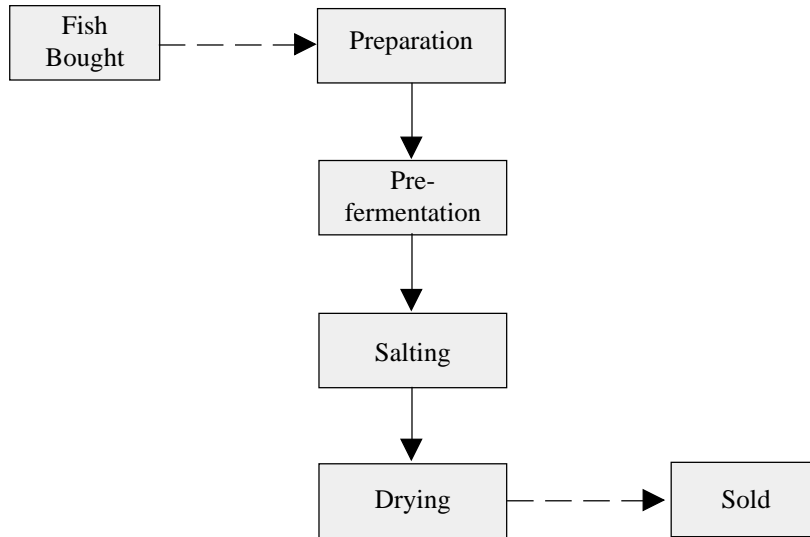 Fish
Bought
Preparation
Pre-
fermentation
Salting
Drying
Sold